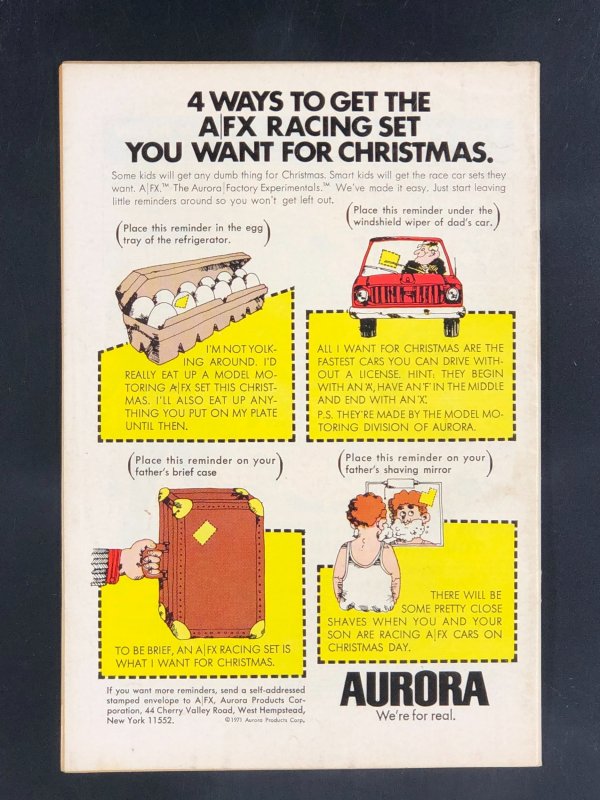 4 WAYS TO GET THE
A|FX RACING SET
YOU WANT FOR CHRISTMAS.
Some kids will get any dumb thing for Christmas. Smart kids will get the race car sets they
want. A|FX.™ The Aurora|Factory Experimentals.™ We've made it easy. Just start leaving
little reminders around so you won't get left out.
(Place this reminder in the egg
tray of the refrigerator.)
(Place this reminder under the
windshield wiper of dad's car.)
I'M NOT YOLK-
ING AROUND. I'D
REALLY EAT UP A MODEL MO-
TORING A|FX SET THIS CHRIST-
MAS. I'LL ALSO EAT UP ANY-
THING YOU PUT ON MY PLATE
UNTIL THEN.
ALL I WANT FOR CHRISTMAS ARE THE
FASTEST CARS YOU CAN DRIVE WITH-
OUT A LICENSE. HINT: THEY BEGIN
WITH AN 'A', HAVE AN 'F' IN THE MIDDLE
AND END WITH AN 'X'.
P.S. THEY'RE MADE BY THE MODEL MO-
TORING DIVISION OF AURORA.
(Place this reminder on your
father's brief case)
(Place this reminder on your
father's shaving mirror)
TO BE BRIEF, AN A|FX RACING SET IS
WHAT I WANT FOR CHRISTMAS.
THERE WILL BE
SOME PRETTY CLOSE
SHAVES WHEN YOU AND YOUR
SON ARE RACING A|FX CARS ON
CHRISTMAS DAY.
If you want more reminders, send a self-addressed
stamped envelope to A|FX, Aurora Products Cor-
poration, 44 Cherry Valley Road, West Hempstead,
New York 11552. ©1971 Aurora Products Corp.
AURORA
We're for real.